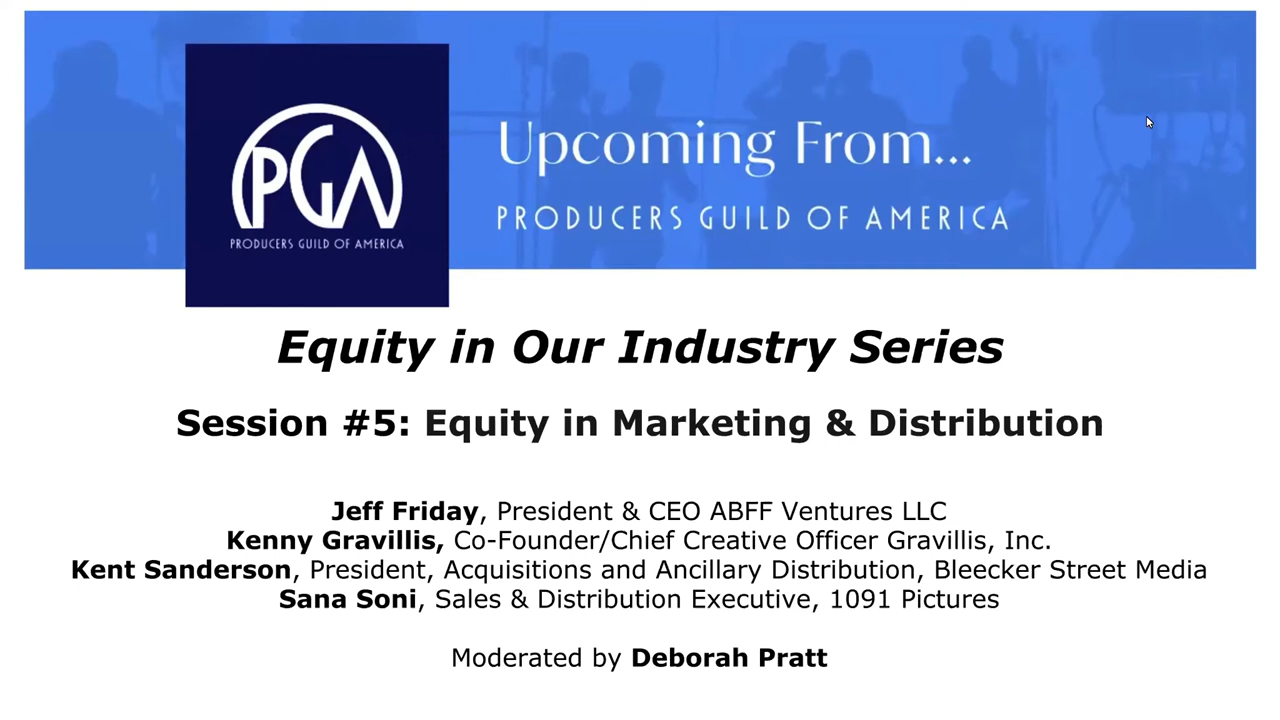 PGA
PRODUCERS GUILD OF AMERICA
Upcoming From...
PRODUCERS GUILD OF AMERICA
Equity in Our Industry Series
Session #5: Equity in Marketing & Distribution
Jeff Friday, President & CEO ABFF Ventures LLC
Kenny Gravillis, Co-Founder/Chief Creative Officer Gravillis, Inc.
Kent Sanderson, President, Acquisitions and Ancillary Distribution, Bleecker Street Media
Sana Soni, Sales & Distribution Executive, 1091 Pictures
Moderated by Deborah Pratt